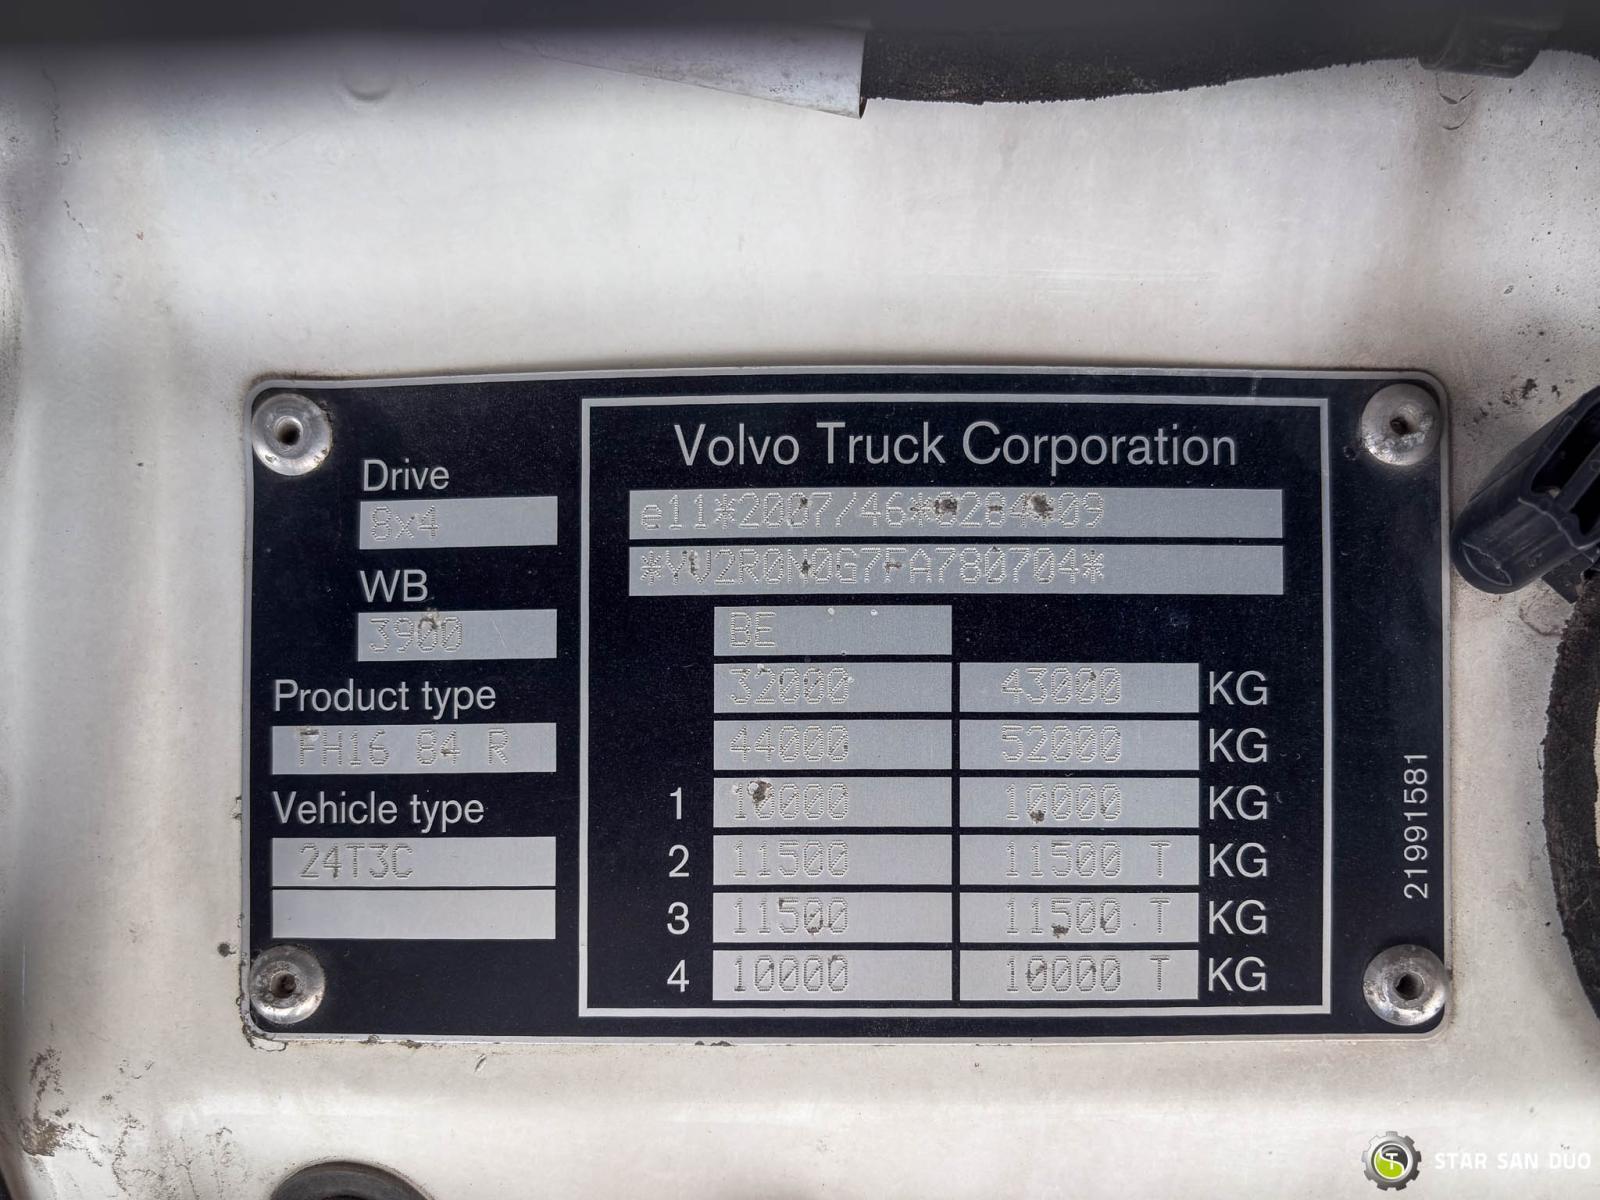 Volvo Truck Corporation
Drive
8x4
WB
3900
Product type
FH16 84 R
Vehicle type
24T3C
e11*2007/46*0284*09
*YV2R0N0G7FA780704*
BE
32000 43000 KG
44000 52000 KG
1 10000 10000 KG
2 11500 11500 T KG
3 11500 11500 T KG
4 10000 10000 T KG
21991581
STAR SAN DUO